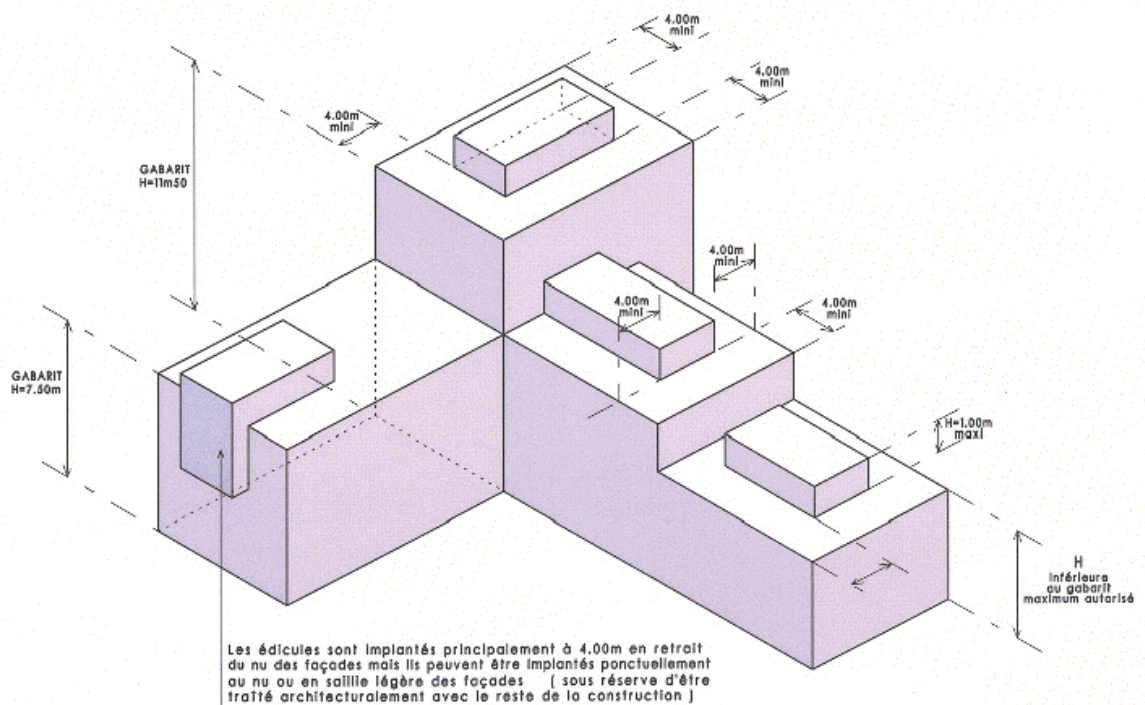 4.00m
mini
4.00m
mini
4.00m
mini
GABARIT
H=11m50
4.00m
mini
4.00m
mini
4.00m
mini
GABARIT
H=7.50m
H=1.00m
maxi
H
inférieure
au gabarit
maximum autorisé
Les édicules sont implantés principalement à 4.00m en retrait
du nu des façades mais ils peuvent être implantés ponctuellement
au nu ou en saillie légère des façades ( sous réserve d'être
traîté architecturalement avec le reste de la construction )